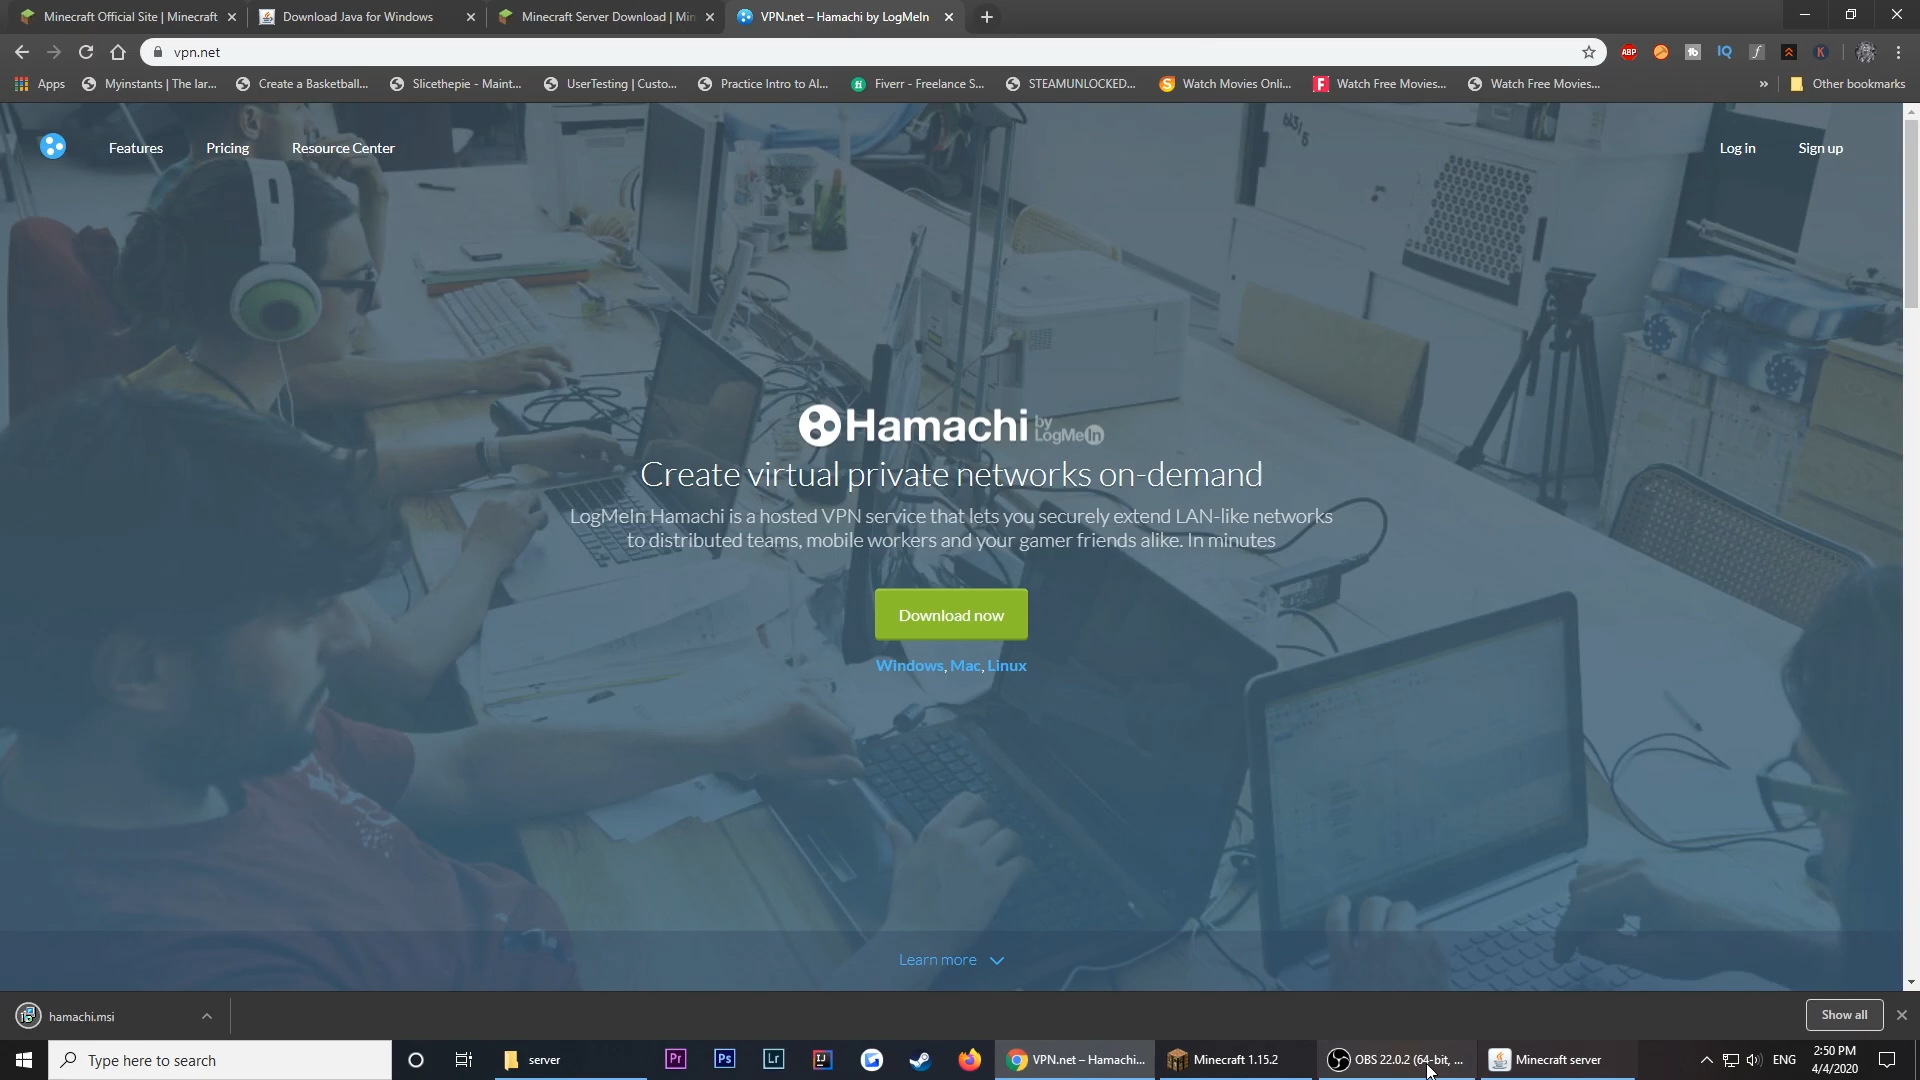 Minecraft Official Site | Minecraft
Download Java for Windows
Minecraft Server Download | Min
VPN.net – Hamachi by LogMeIn
vpn.net
ABP
Apps
Myinstants | The lar...
Create a Basketball...
Slicethepie - Maint...
UserTesting | Custo...
Practice Intro to Al...
Fiverr - Freelance S...
STEAMUNLOCKED...
Watch Movies Onli...
Watch Free Movies...
Watch Free Movies...
Other bookmarks
Features
Pricing
Resource Center
Log in
Sign up
Hamachi by LogMeIn
Create virtual private networks on-demand
LogMeIn Hamachi is a hosted VPN service that lets you securely extend LAN-like networks
to distributed teams, mobile workers and your gamer friends alike. In minutes
Download now
Windows, Mac, Linux
Learn more
hamachi.msi
Show all
Type here to search
server
Pr
Ps
Lr
IJ
VPN.net – Hamachi...
Minecraft 1.15.2
OBS 22.0.2 (64-bit, ...
Minecraft server
ENG
2:50 PM
4/4/2020